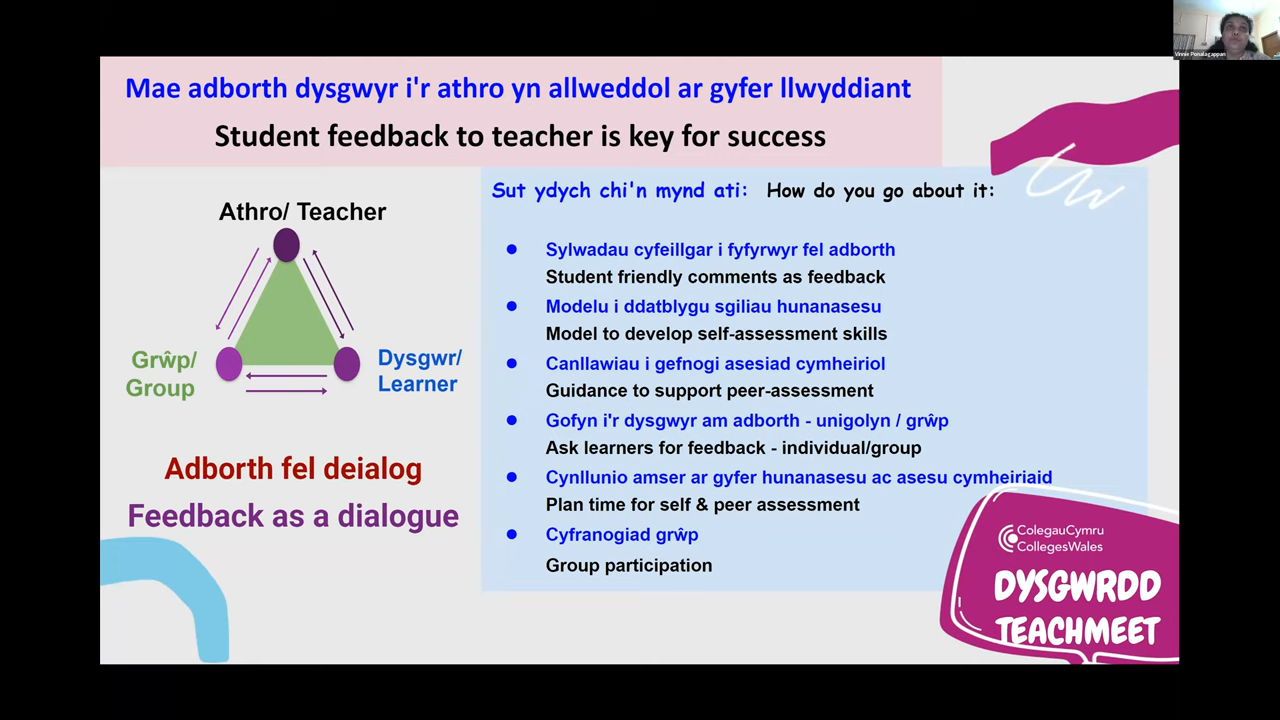 Vinnie Ponalagappan
Mae adborth dysgwyr i'r athro yn allweddol ar gyfer llwyddiant
Student feedback to teacher is key for success
Athro/ Teacher
Grŵp/
Group
Dysgwr/
Learner
Adborth fel deialog
Feedback as a dialogue
Sut ydych chi'n mynd ati: How do you go about it:
● Sylwadau cyfeillgar i fyfyrwyr fel adborth
Student friendly comments as feedback
● Modelu i ddatblygu sgiliau hunanasesu
Model to develop self-assessment skills
● Canllawiau i gefnogi asesiad cymheiriol
Guidance to support peer-assessment
● Gofyn i'r dysgwyr am adborth - unigolyn / grŵp
Ask learners for feedback - individual/group
● Cynllunio amser ar gyfer hunanasesu ac asesu cymheiriaid
Plan time for self & peer assessment
● Cyfranogiad grŵp
Group participation
ColegauCymru
CollegesWales
DYSGWRDD
TEACHMEET